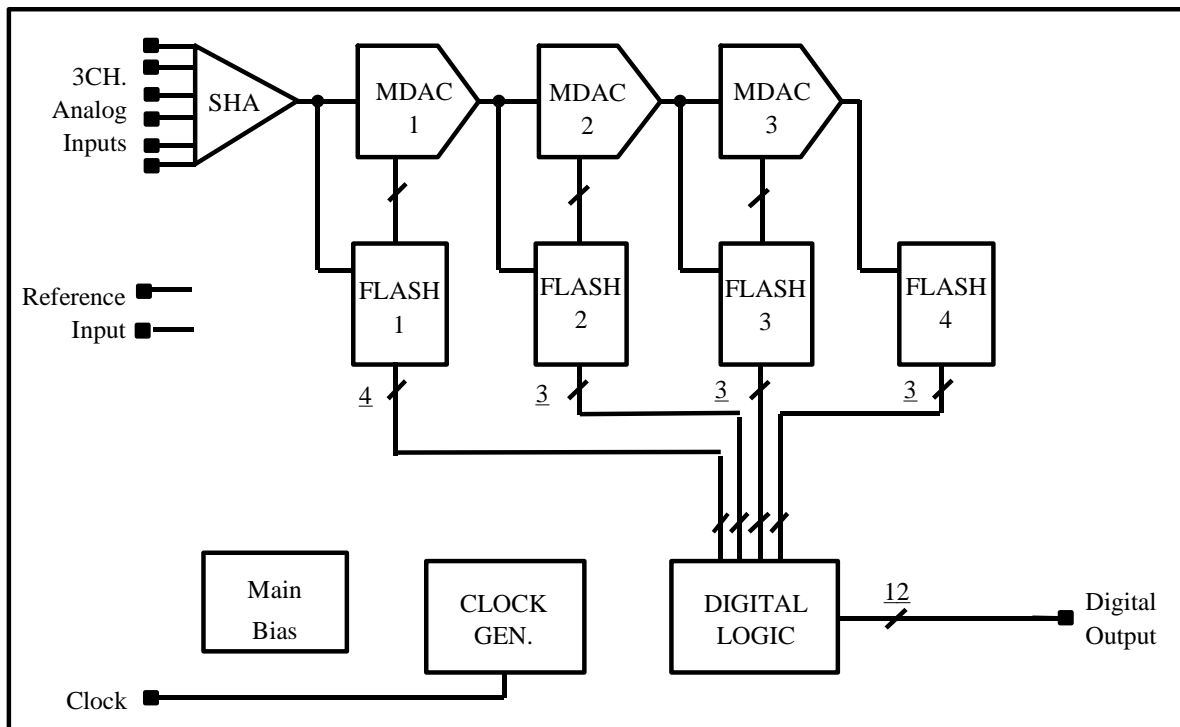 3CH.
Analog
Inputs
SHA
MDAC
1
MDAC
2
MDAC
3
Reference
Input
FLASH
1
FLASH
2
FLASH
3
FLASH
4
4
3
3
3
Main
Bias
CLOCK
GEN.
DIGITAL
LOGIC
12
Digital
Output
Clock